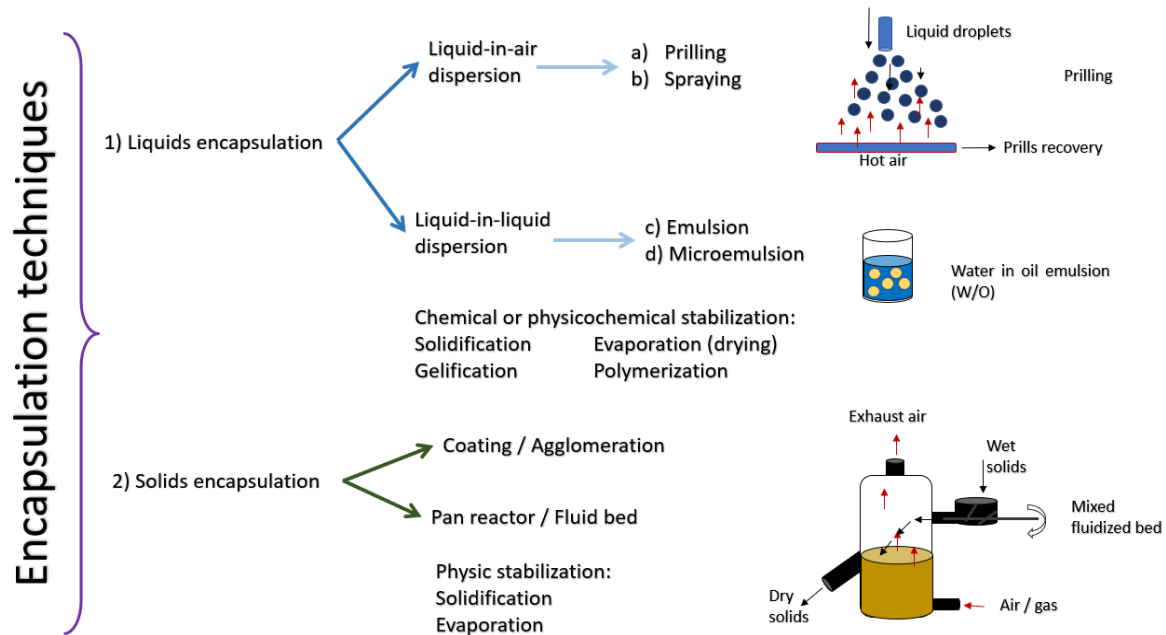 Encapsulation techniques
1) Liquids encapsulation
Liquid-in-air
dispersion
a) Prilling
b) Spraying
Liquid droplets
Prilling
Hot air
Prills recovery
Liquid-in-liquid
dispersion
c) Emulsion
d) Microemulsion
Water in oil emulsion
(W/O)
Chemical or physicochemical stabilization:
Solidification Evaporation (drying)
Gelification Polymerization
2) Solids encapsulation
Coating / Agglomeration
Pan reactor / Fluid bed
Physic stabilization:
Solidification
Evaporation
Exhaust air
Wet
solids
Mixed
fluidized bed
Dry
solids
Air / gas